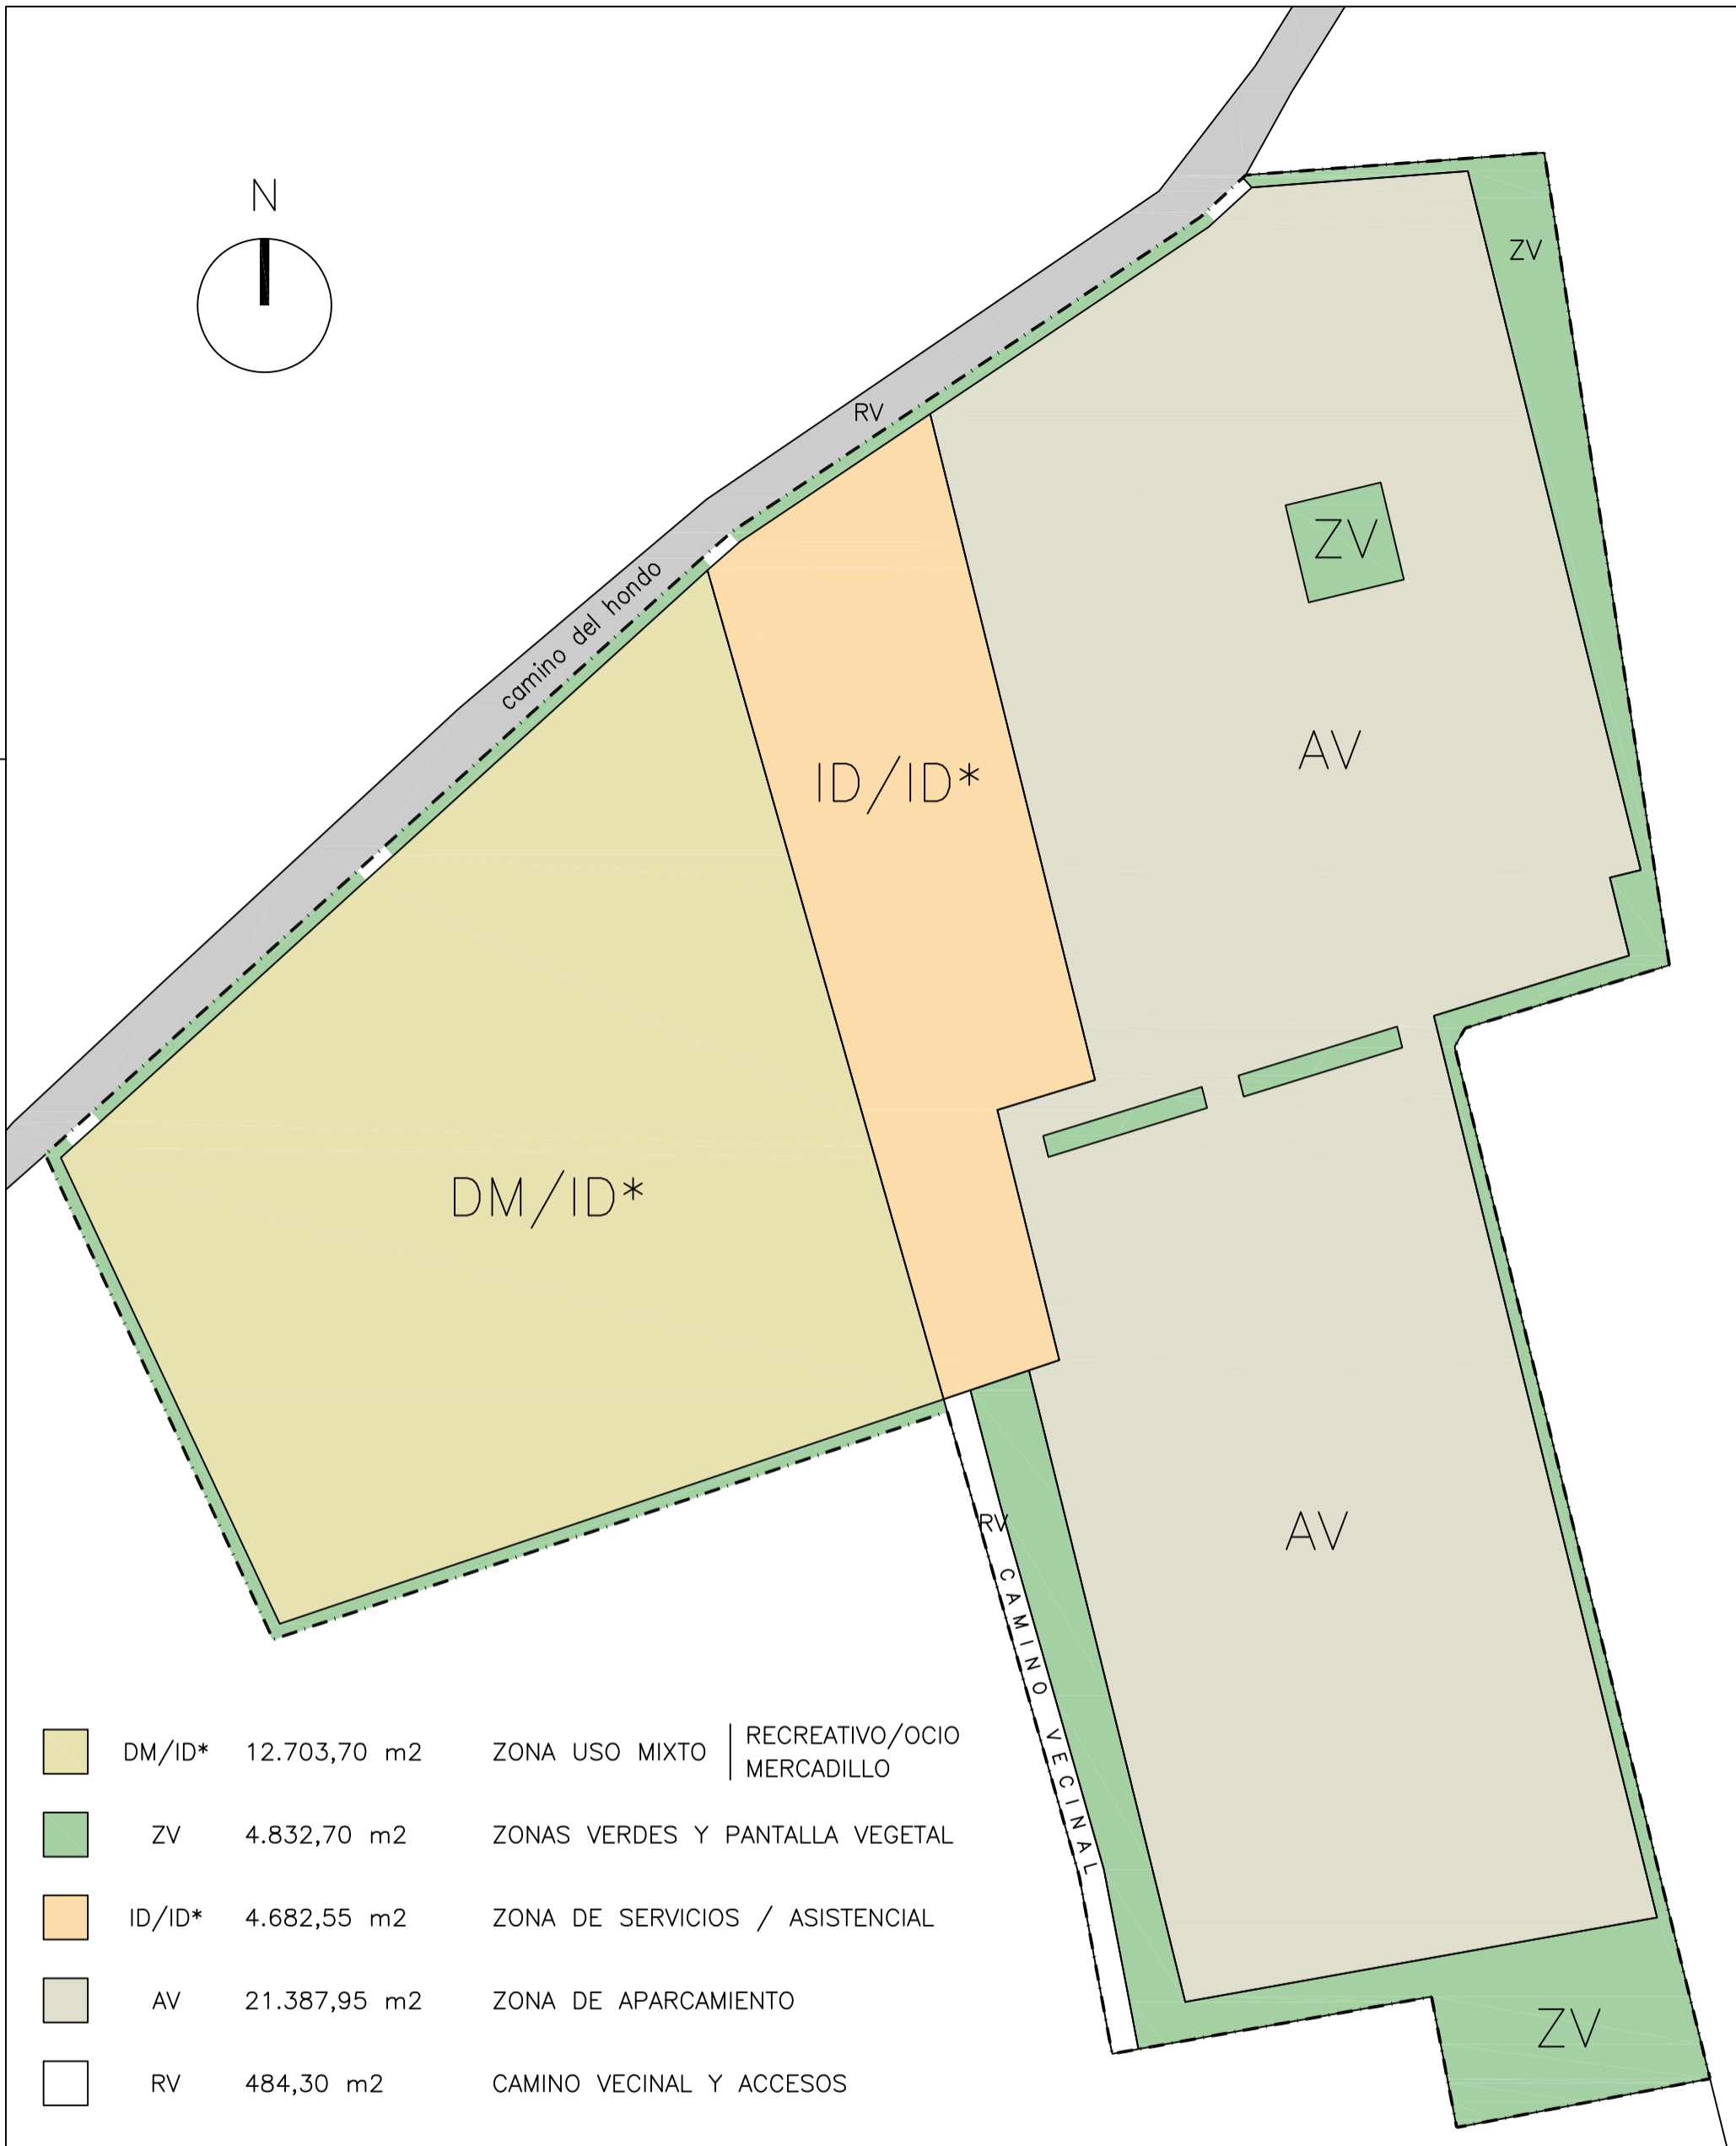 N
ZV
RV
ZV
camino del hondo
AV
ID/ID*
DM/ID*
RV
AV
CAMINO VECINAL
ZV
DM/ID* 12.703,70 m2 ZONA USO MIXTO RECREATIVO/OCIO
MERCADILLO
ZV 4.832,70 m2 ZONAS VERDES Y PANTALLA VEGETAL
ID/ID* 4.682,55 m2 ZONA DE SERVICIOS / ASISTENCIAL
AV 21.387,95 m2 ZONA DE APARCAMIENTO
RV 484,30 m2 CAMINO VECINAL Y ACCESOS